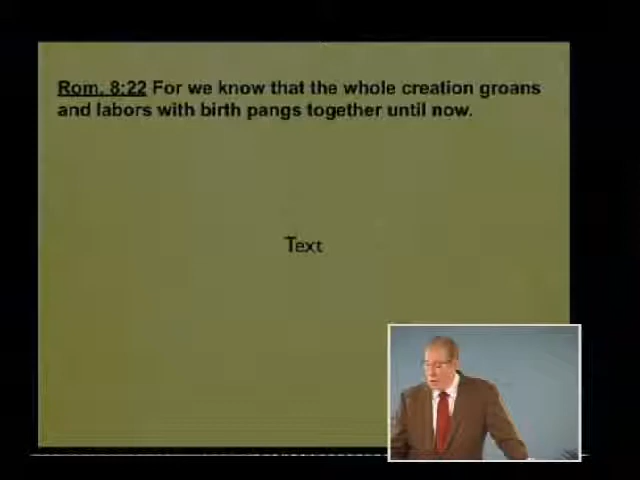 Rom. 8:22 For we know that the whole creation groans
and labors with birth pangs together until now.
Text